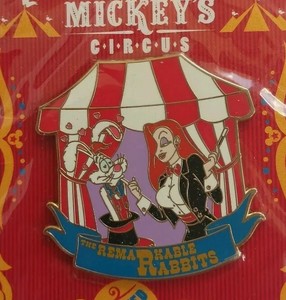 MICKEY'S
CIRCUS
THE REMARKABLE RABBITS